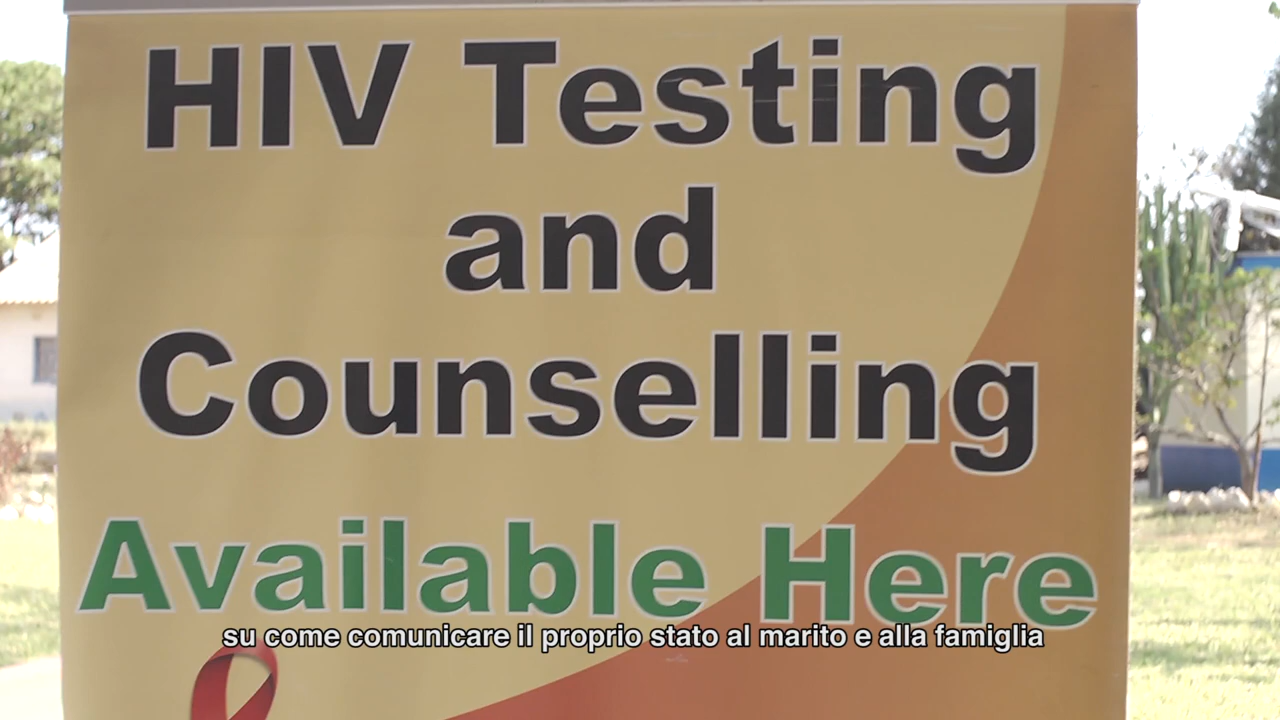 HIV Testing
and
Counselling
Available Here
su come comunicare il proprio stato al marito e alla famiglia